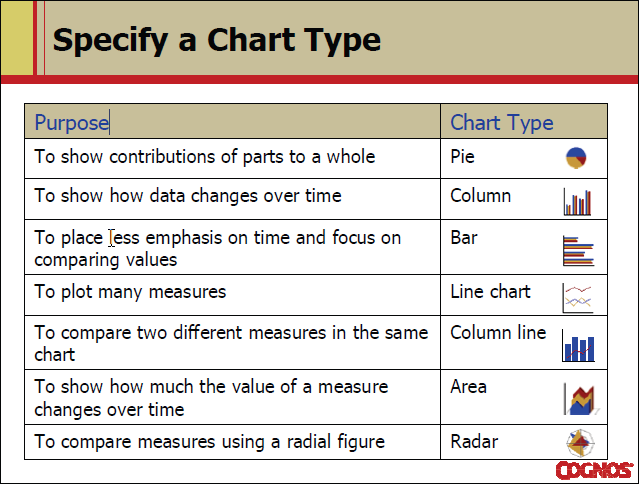 Specify a Chart Type
Purpose
Chart Type
To show contributions of parts to a whole
Pie
To show how data changes over time
Column
To place less emphasis on time and focus on
comparing values
Bar
To plot many measures
Line chart
To compare two different measures in the same
chart
Column line
To show how much the value of a measure
changes over time
Area
To compare measures using a radial figure
Radar
COGNOS